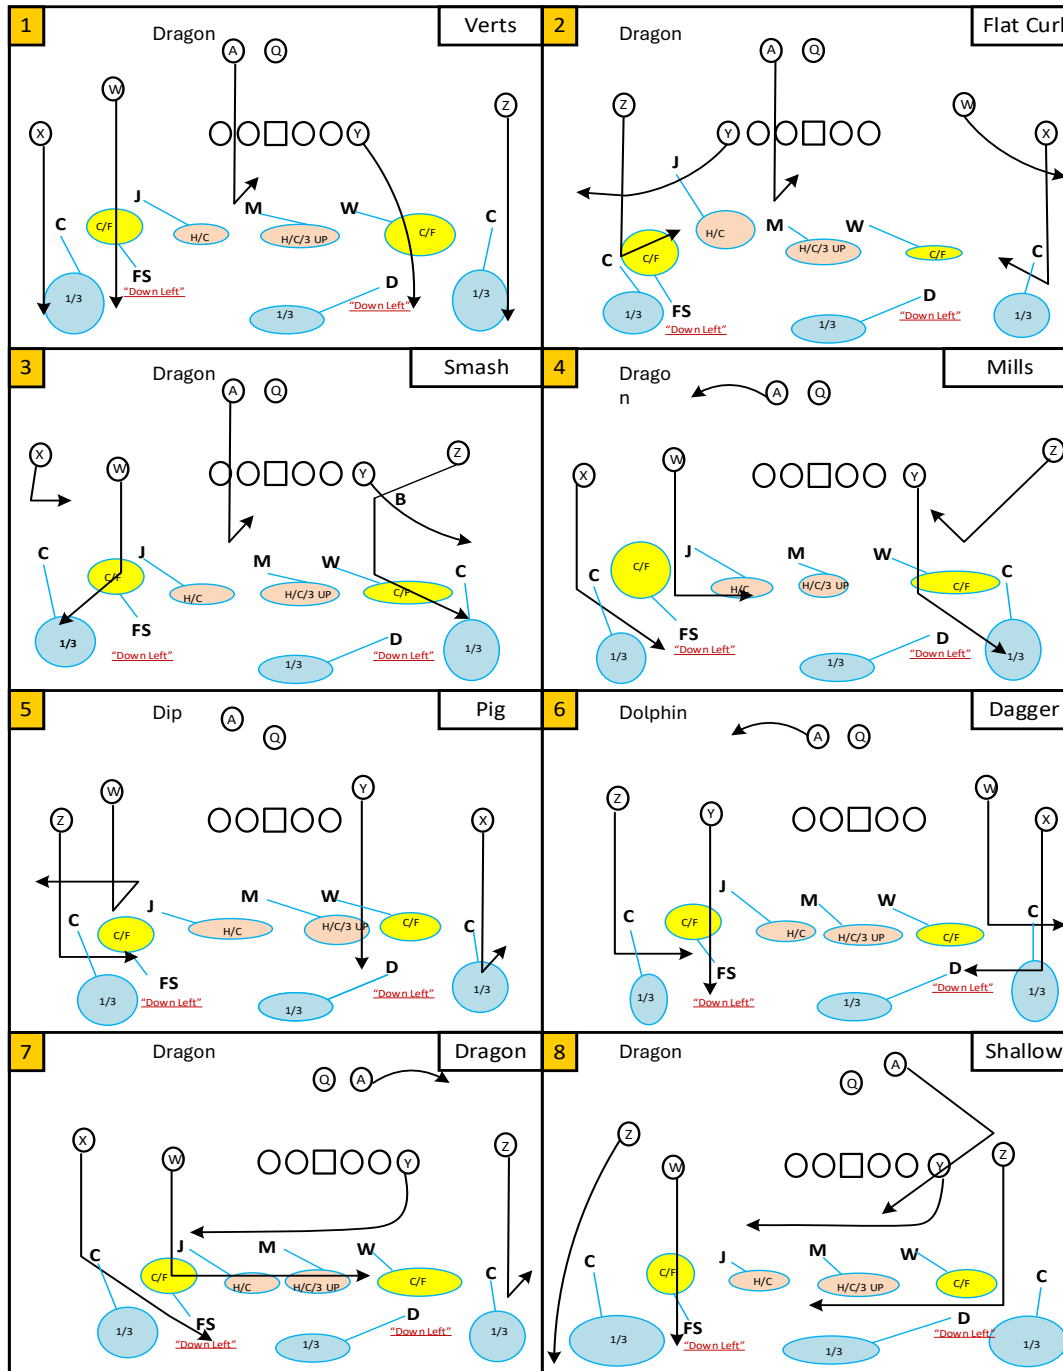 1
Dragon
Verts
A
Q
W
X
Z
Y
J
M
W
C
C
C/F
H/C
H/C/3 UP
C/F
FS
"Down Left"
D
"Down Left"
1/3
1/3
1/3
2
Dragon
Flat Curl
A
Q
Z
W
Y
X
J
M
W
C
C
H/C
C/F
H/C/3 UP
C/F
FS
"Down Left"
D
"Down Left"
1/3
1/3
1/3
3
Dragon
Smash
A
Q
X
W
Y
Z
B
C
J
M
W
C
C/F
H/C
H/C/3 UP
C/F
FS
"Down Left"
D
"Down Left"
1/3
1/3
1/3
4
Drago
n
Mills
A
Q
X
W
Y
Z
C
J
M
W
C
C/F
H/C
H/C/3 UP
C/F
FS
"Down Left"
D
"Down Left"
1/3
1/3
1/3
5
Dip
Pig
A
Q
W
Z
Y
X
C
J
M
W
C
C/F
H/C
H/C/3 UP
C/F
FS
"Down Left"
D
"Down Left"
1/3
1/3
1/3
6
Dolphin
Dagger
A
Q
Z
Y
W
X
C
J
M
W
C
C/F
H/C
H/C/3 UP
C/F
FS
"Down Left"
D
"Down Left"
1/3
1/3
1/3
7
Dragon
Dragon
Q
A
X
W
Y
Z
C
J
M
W
C
C/F
H/C
H/C/3 UP
C/F
FS
"Down Left"
D
"Down Left"
1/3
1/3
1/3
8
Dragon
Shallow
A
Q
Z
W
Y
Z
C
J
M
W
C
C/F
H/C
H/C/3 UP
C/F
FS
"Down Left"
D
"Down Left"
1/3
1/3
1/3